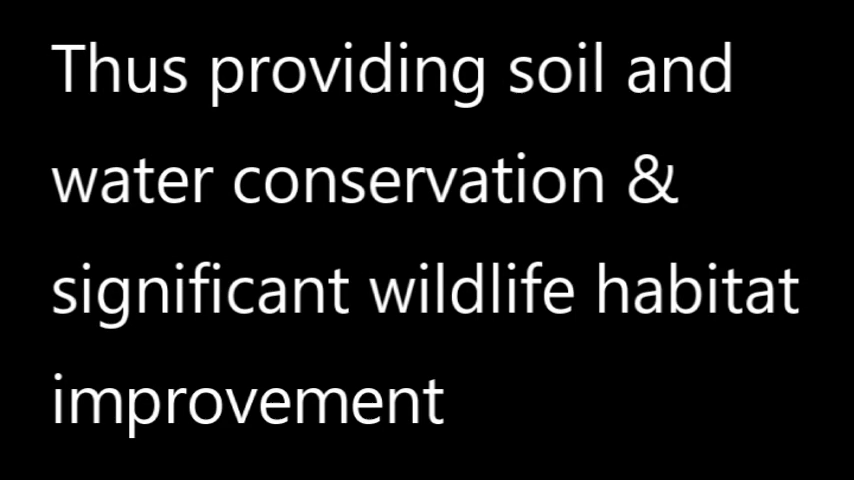 Thus providing soil and
water conservation &
significant wildlife habitat
improvement